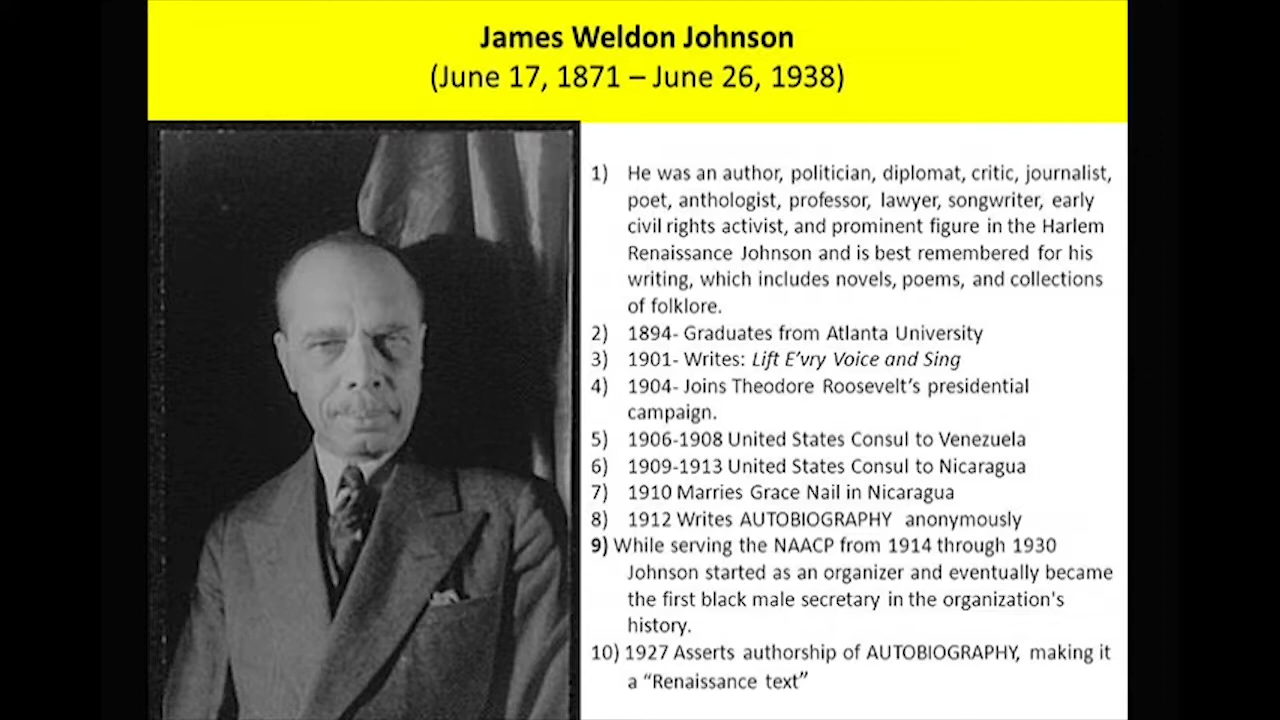 James Weldon Johnson
(June 17, 1871 – June 26, 1938)
1) He was an author, politician, diplomat, critic, journalist,
poet, anthologist, professor, lawyer, songwriter, early
civil rights activist, and prominent figure in the Harlem
Renaissance Johnson and is best remembered for his
writing, which includes novels, poems, and collections
of folklore.
2) 1894- Graduates from Atlanta University
3) 1901- Writes: Lift E’vry Voice and Sing
4) 1904- Joins Theodore Roosevelt’s presidential
campaign.
5) 1906-1908 United States Consul to Venezuela
6) 1909-1913 United States Consul to Nicaragua
7) 1910 Marries Grace Nail in Nicaragua
8) 1912 Writes AUTOBIOGRAPHY anonymously
9) While serving the NAACP from 1914 through 1930
Johnson started as an organizer and eventually became
the first black male secretary in the organization's
history.
10) 1927 Asserts authorship of AUTOBIOGRAPHY, making it
a “Renaissance text”